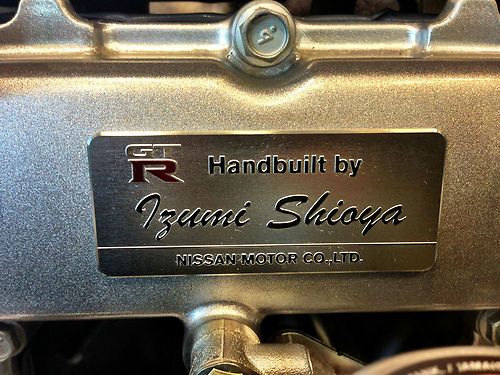 GT
R Handbuilt by
Izumi Shioya
NISSAN MOTOR CO.,LTD.